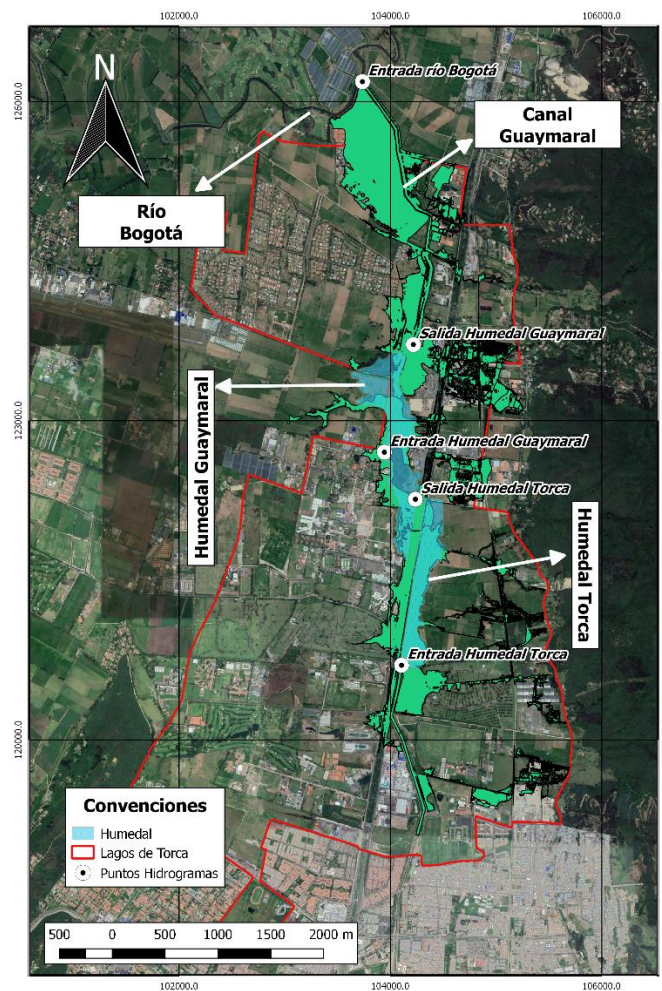 102000.0
104000.0
106000.0
N
Entrada río Bogotá
126000.0
Canal
Guaymaral
Río
Bogotá
Salida Humedal Guaymaral
Humedal Guaymaral
123000.0
Entrada Humedal Guaymaral
Salida Humedal Torca
Humedal Torca
Entrada Humedal Torca
120000.0
Convenciones
Humedal
Lagos de Torca
Puntos Hidrogramas
500 0 500 1000 1500 2000 m
102000.0
104000.0
106000.0